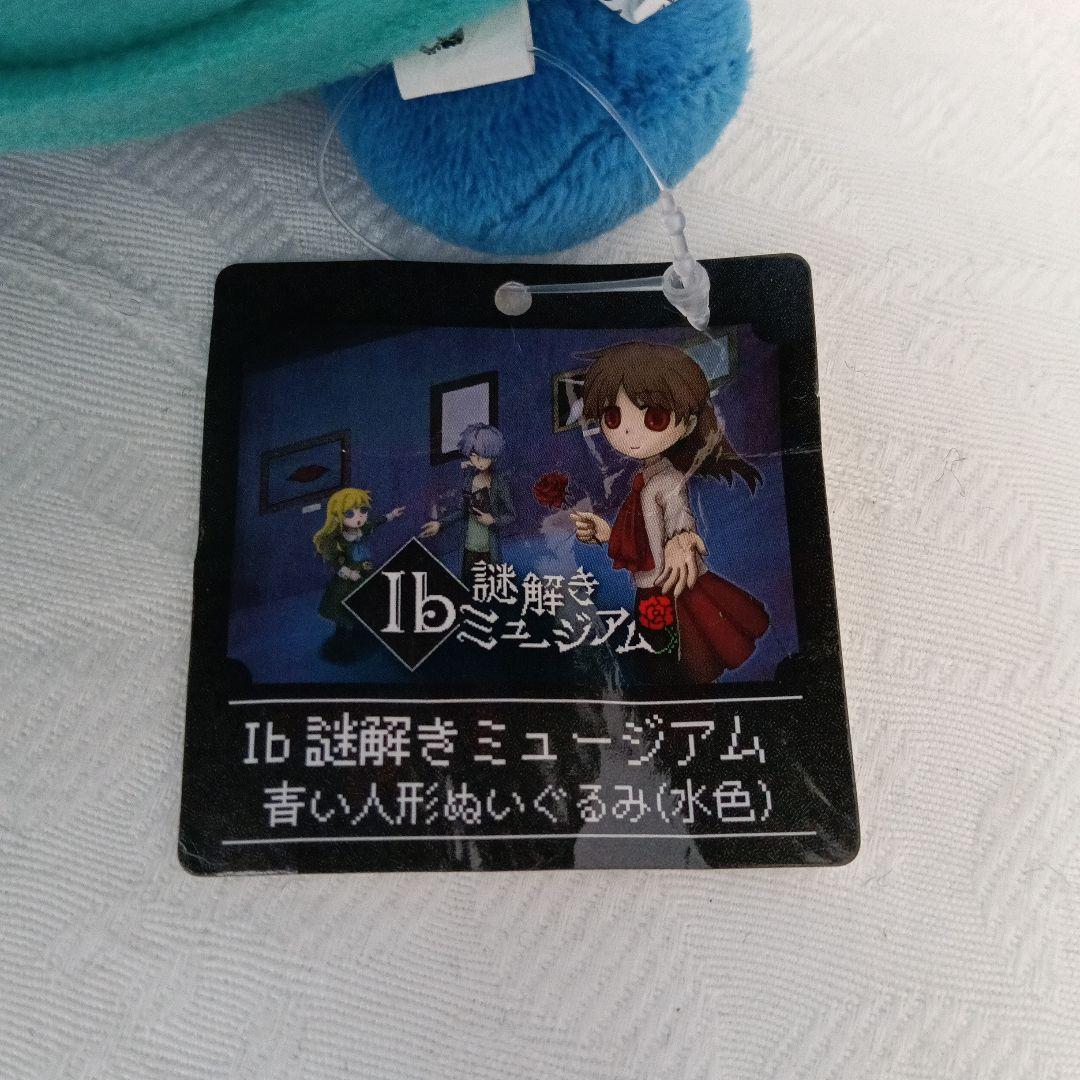 Ib 謎解き
ミュージアム
Ib 謎解きミュージアム
青い人形ぬいぐるみ(水色)